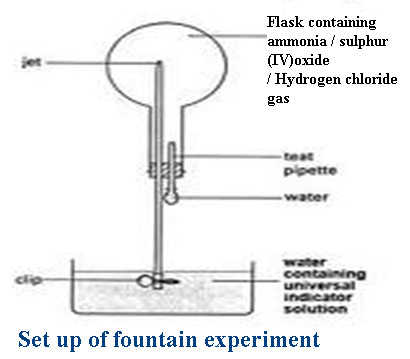 Flask containing
ammonia / sulphur
(IV)oxide
/ Hydrogen chloride
gas
jet
teat
pipette
water
clip
water
containing
universal
indicator
solution
Set up of fountain experiment